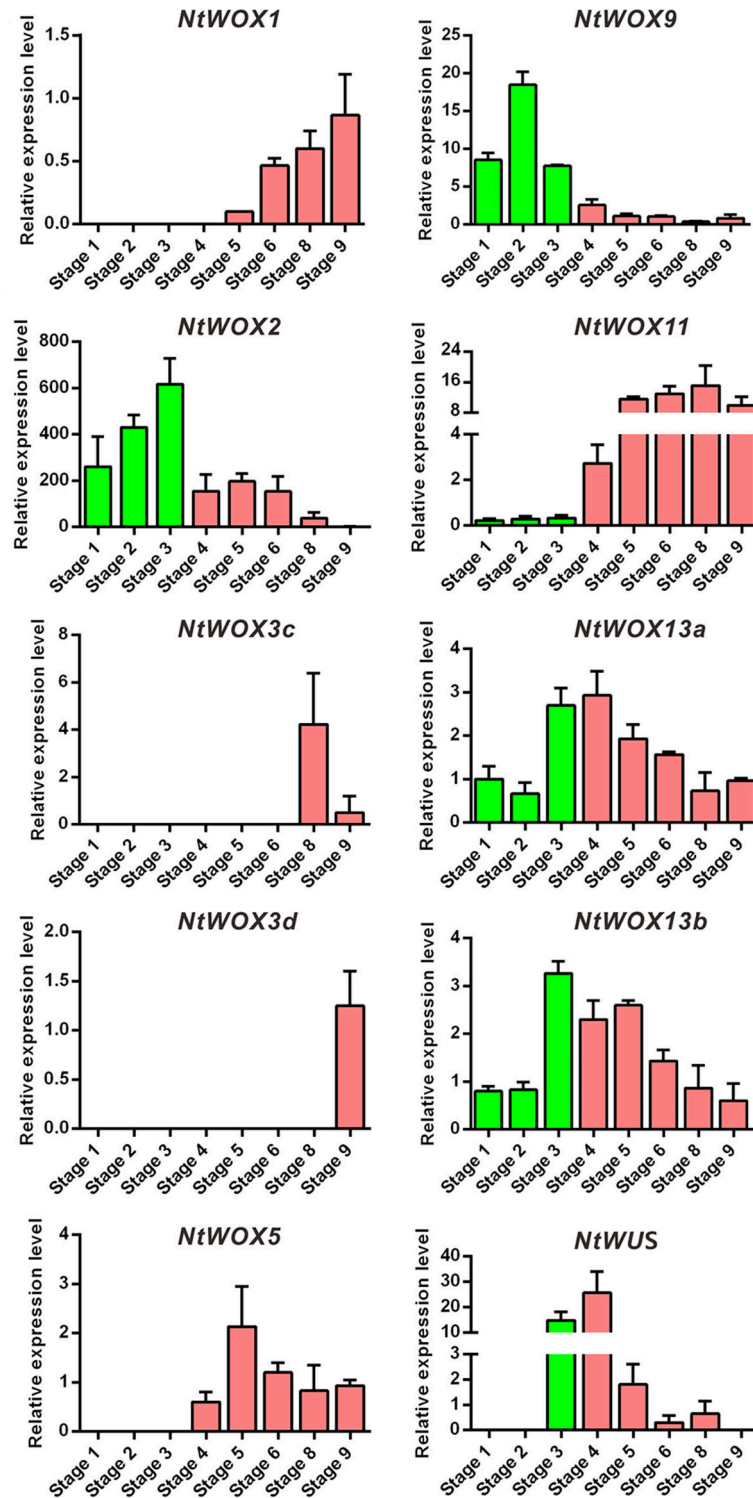 NtWOX1
Relative expression level
1.5
1.0
0.5
0.0
Stage 1
Stage 2
Stage 3
Stage 4
Stage 5
Stage 6
Stage 8
Stage 9
NtWOX9
Relative expression level
25
20
15
10
5
0
Stage 1
Stage 2
Stage 3
Stage 4
Stage 5
Stage 6
Stage 8
Stage 9
NtWOX2
Relative expression level
800
600
400
200
0
Stage 1
Stage 2
Stage 3
Stage 4
Stage 5
Stage 6
Stage 8
Stage 9
NtWOX11
Relative expression level
24
16
8
4
2
0
Stage 1
Stage 2
Stage 3
Stage 4
Stage 5
Stage 6
Stage 8
Stage 9
NtWOX3c
Relative expression level
8
6
4
2
0
Stage 1
Stage 2
Stage 3
Stage 4
Stage 5
Stage 6
Stage 8
Stage 9
NtWOX13a
Relative expression level
4
3
2
1
0
Stage 1
Stage 2
Stage 3
Stage 4
Stage 5
Stage 6
Stage 8
Stage 9
NtWOX3d
Relative expression level
2.0
1.5
1.0
0.5
0.0
Stage 1
Stage 2
Stage 3
Stage 4
Stage 5
Stage 6
Stage 8
Stage 9
NtWOX13b
Relative expression level
4
3
2
1
0
Stage 1
Stage 2
Stage 3
Stage 4
Stage 5
Stage 6
Stage 8
Stage 9
NtWOX5
Relative expression level
4
3
2
1
0
Stage 1
Stage 2
Stage 3
Stage 4
Stage 5
Stage 6
Stage 8
Stage 9
NtWUS
Relative expression level
40
30
20
10
3
2
1
0
Stage 1
Stage 2
Stage 3
Stage 4
Stage 5
Stage 6
Stage 8
Stage 9